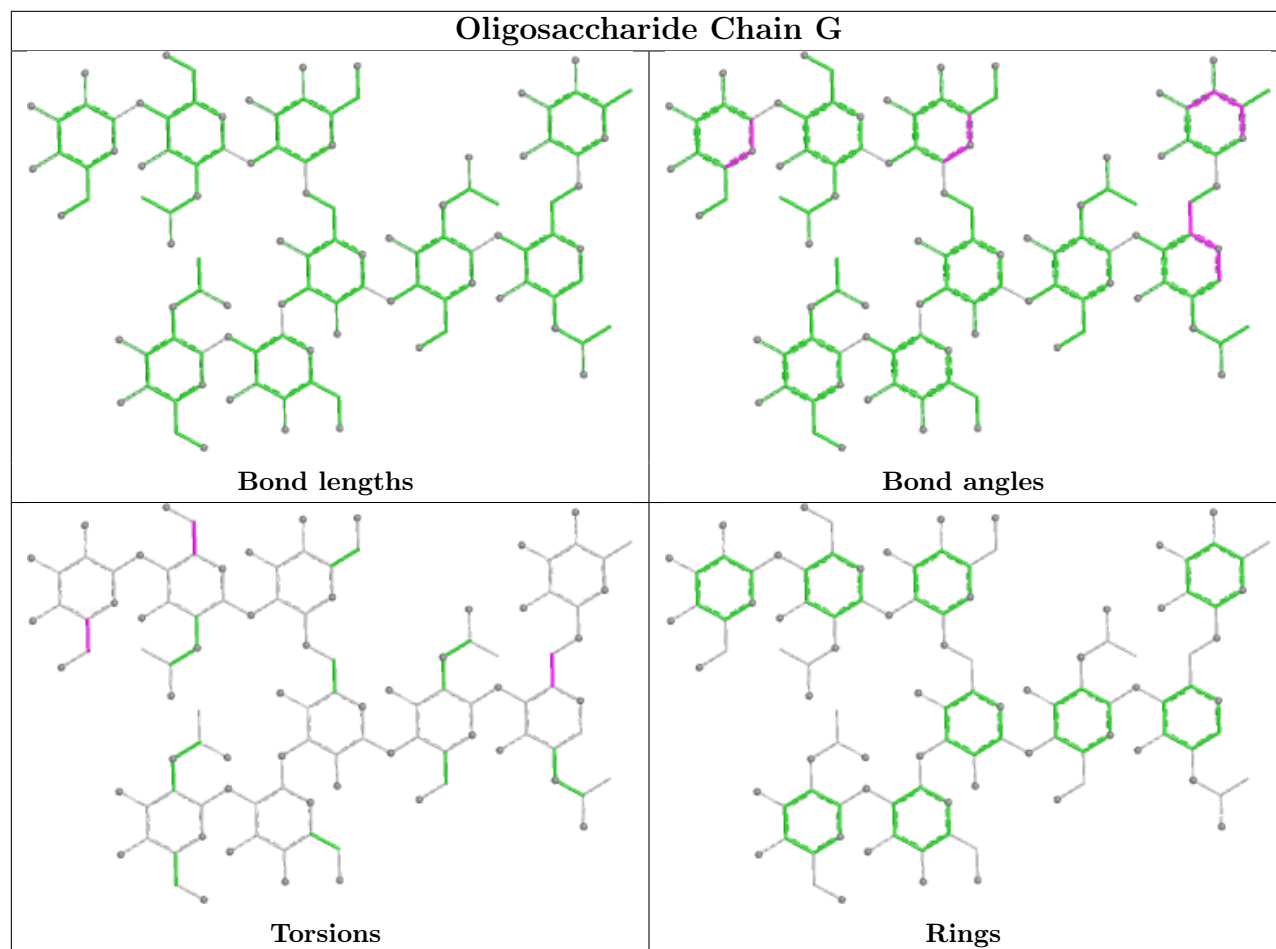 Oligosaccharide Chain G
Bond lengths
Bond angles
Torsions
Rings